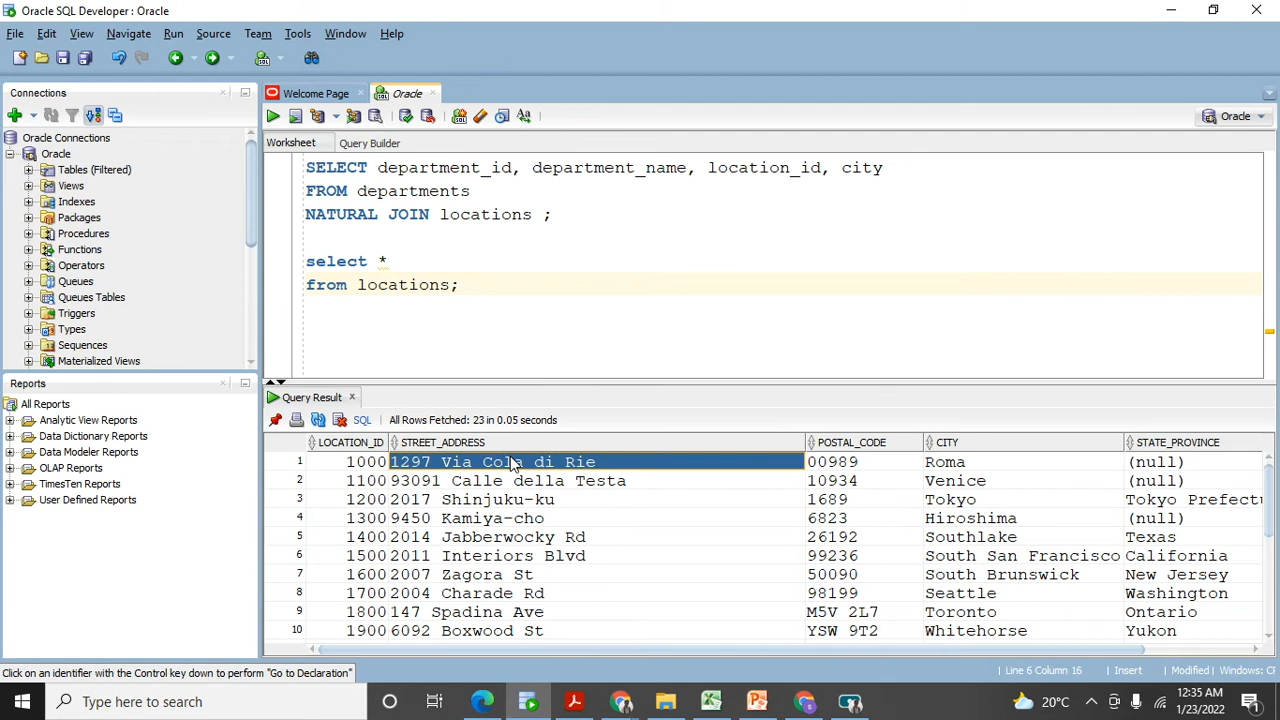 Oracle SQL Developer : Oracle
File Edit View Navigate Run Source Team Tools Window Help
Connections
Oracle Connections
Oracle
Tables (Filtered)
Views
Indexes
Packages
Procedures
Functions
Operators
Queues
Queues Tables
Triggers
Types
Sequences
Materialized Views
Reports
All Reports
Analytic View Reports
Data Dictionary Reports
Data Modeler Reports
OLAP Reports
TimesTen Reports
User Defined Reports
Welcome Page Oracle
Oracle
Worksheet Query Builder
SELECT department_id, department_name, location_id, city
FROM departments
NATURAL JOIN locations ;
select *
from locations;
Query Result
SQL All Rows Fetched: 23 in 0.05 seconds
LOCATION_ID STREET_ADDRESS POSTAL_CODE CITY STATE_PROVINCE
1 1000 1297 Via Cola di Rie 00989 Roma (null)
2 1100 93091 Calle della Testa 10934 Venice (null)
3 1200 2017 Shinjuku-ku 1689 Tokyo Tokyo Prefectu
4 1300 9450 Kamiya-cho 6823 Hiroshima (null)
5 1400 2014 Jabberwocky Rd 26192 Southlake Texas
6 1500 2011 Interiors Blvd 99236 South San Francisco California
7 1600 2007 Zagora St 50090 South Brunswick New Jersey
8 1700 2004 Charade Rd 98199 Seattle Washington
9 1800 147 Spadina Ave M5V 2L7 Toronto Ontario
10 1900 6092 Boxwood St YSW 9T2 Whitehorse Yukon
Click on an identifier with the Control key down to perform "Go to Declaration"
Line 6 Column 16 Insert Modified Windows: Cl
Type here to search
20°C
12:35 AM
1/23/2022